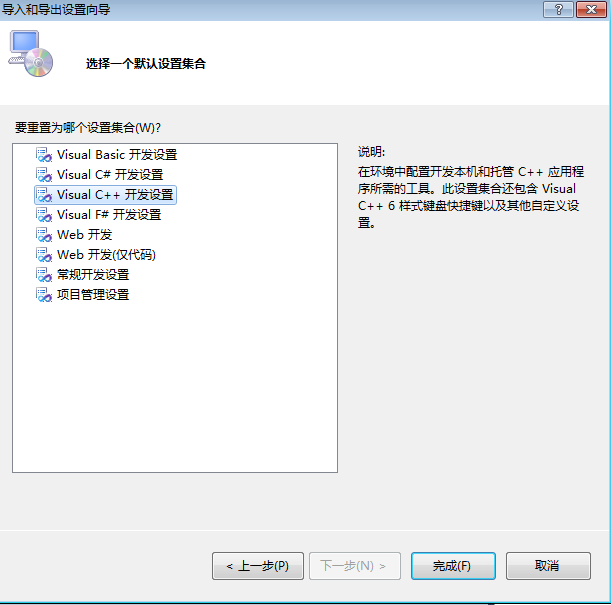 导入和导出设置向导
选择一个默认设置集合
要重置为哪个设置集合(W)?
Visual Basic 开发设置
Visual C# 开发设置
Visual C++ 开发设置
Visual F# 开发设置
Web 开发
Web 开发(仅代码)
常规开发设置
项目管理设置
说明:
在环境中配置开发本机和托管 C++ 应用程
序所需的工具。此设置集合还包含 Visual
C++ 6 样式键盘快捷键以及其他自定义设
置。
< 上一步(P)
下一步(N) >
完成(F)
取消